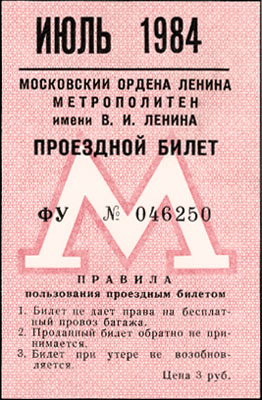 ИЮЛЬ 1984
МОСКОВСКИЙ ОРДЕНА ЛЕНИНА
МЕТРОПОЛИТЕН
имени В. И. ЛЕНИНА
ПРОЕЗДНОЙ БИЛЕТ
М
ФУ № 046250
ПРАВИЛА
пользования проездным билетом
1. Билет не дает права на бесплат-
ный провоз багажа.
2. Проданный билет обратно не при-
нимается.
3. Билет при утере не возобнов-
ляется.
Цена 3 руб.